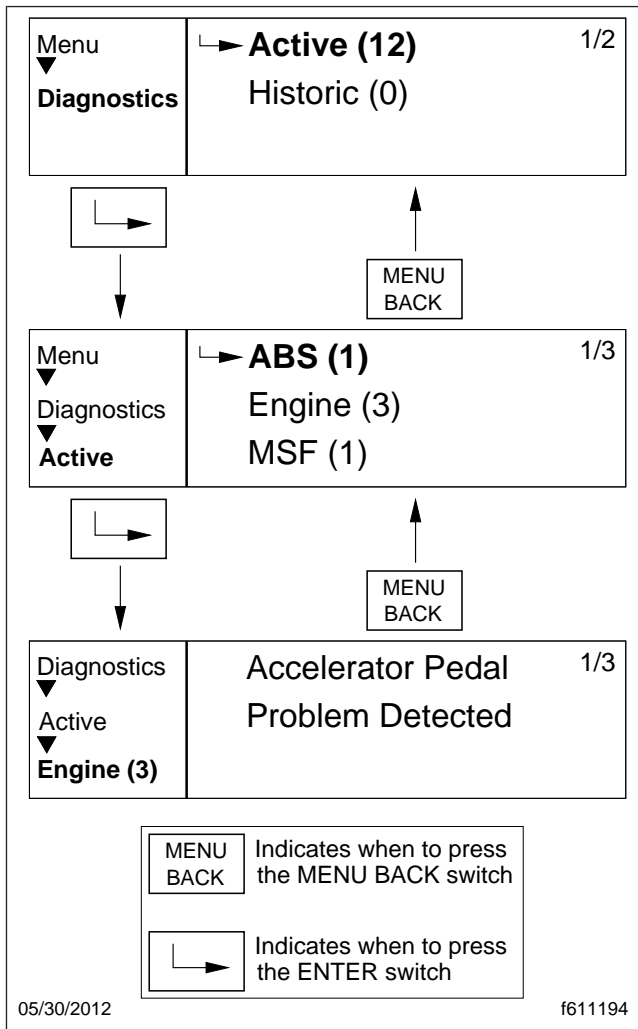 Menu
Diagnostics
Active (12)
Historic (0)
1/2
MENU
BACK
Menu
Diagnostics
Active
ABS (1)
Engine (3)
MSF (1)
1/3
MENU
BACK
Diagnostics
Active
Engine (3)
Accelerator Pedal
Problem Detected
1/3
MENU
BACK
Indicates when to press
the MENU BACK switch
Indicates when to press
the ENTER switch
05/30/2012
f611194